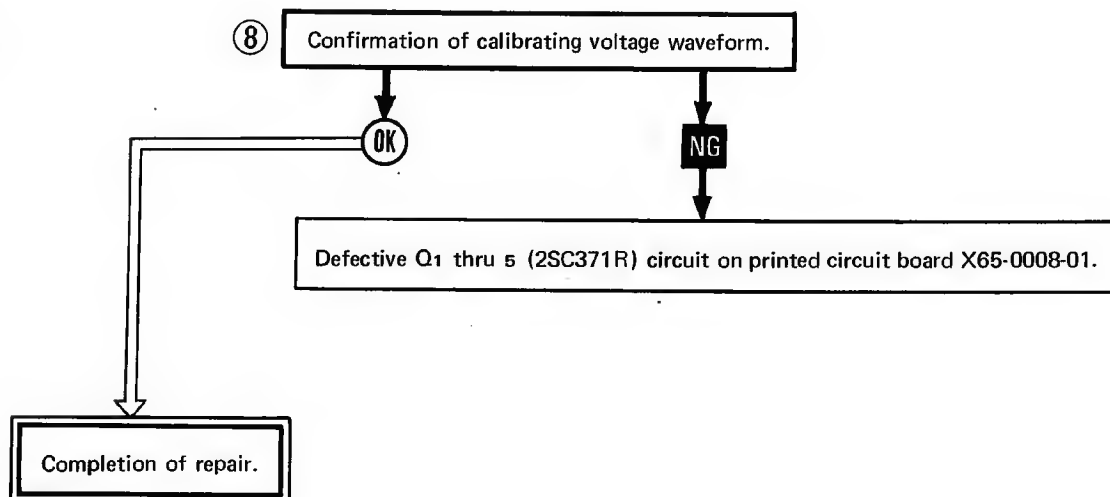 ⑧ Confirmation of calibrating voltage waveform.
OK
NG
Defective Q1 thru 5 (2SC371R) circuit on printed circuit board X65-0008-01.
Completion of repair.